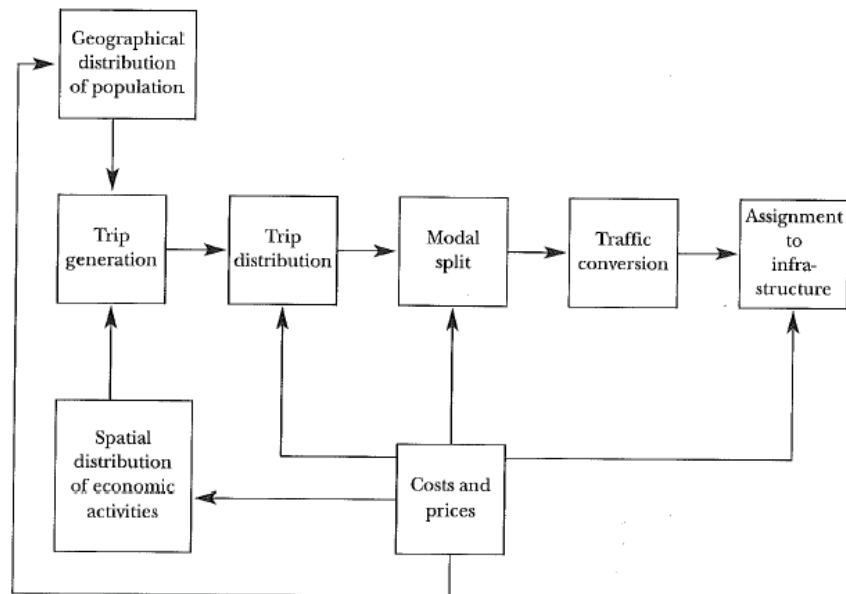 Geographical
distribution
of population
Trip
generation
Trip
distribution
Modal
split
Traffic
conversion
Assignment
to
infra-
structure
Spatial
distribution
of economic
activities
Costs and
prices